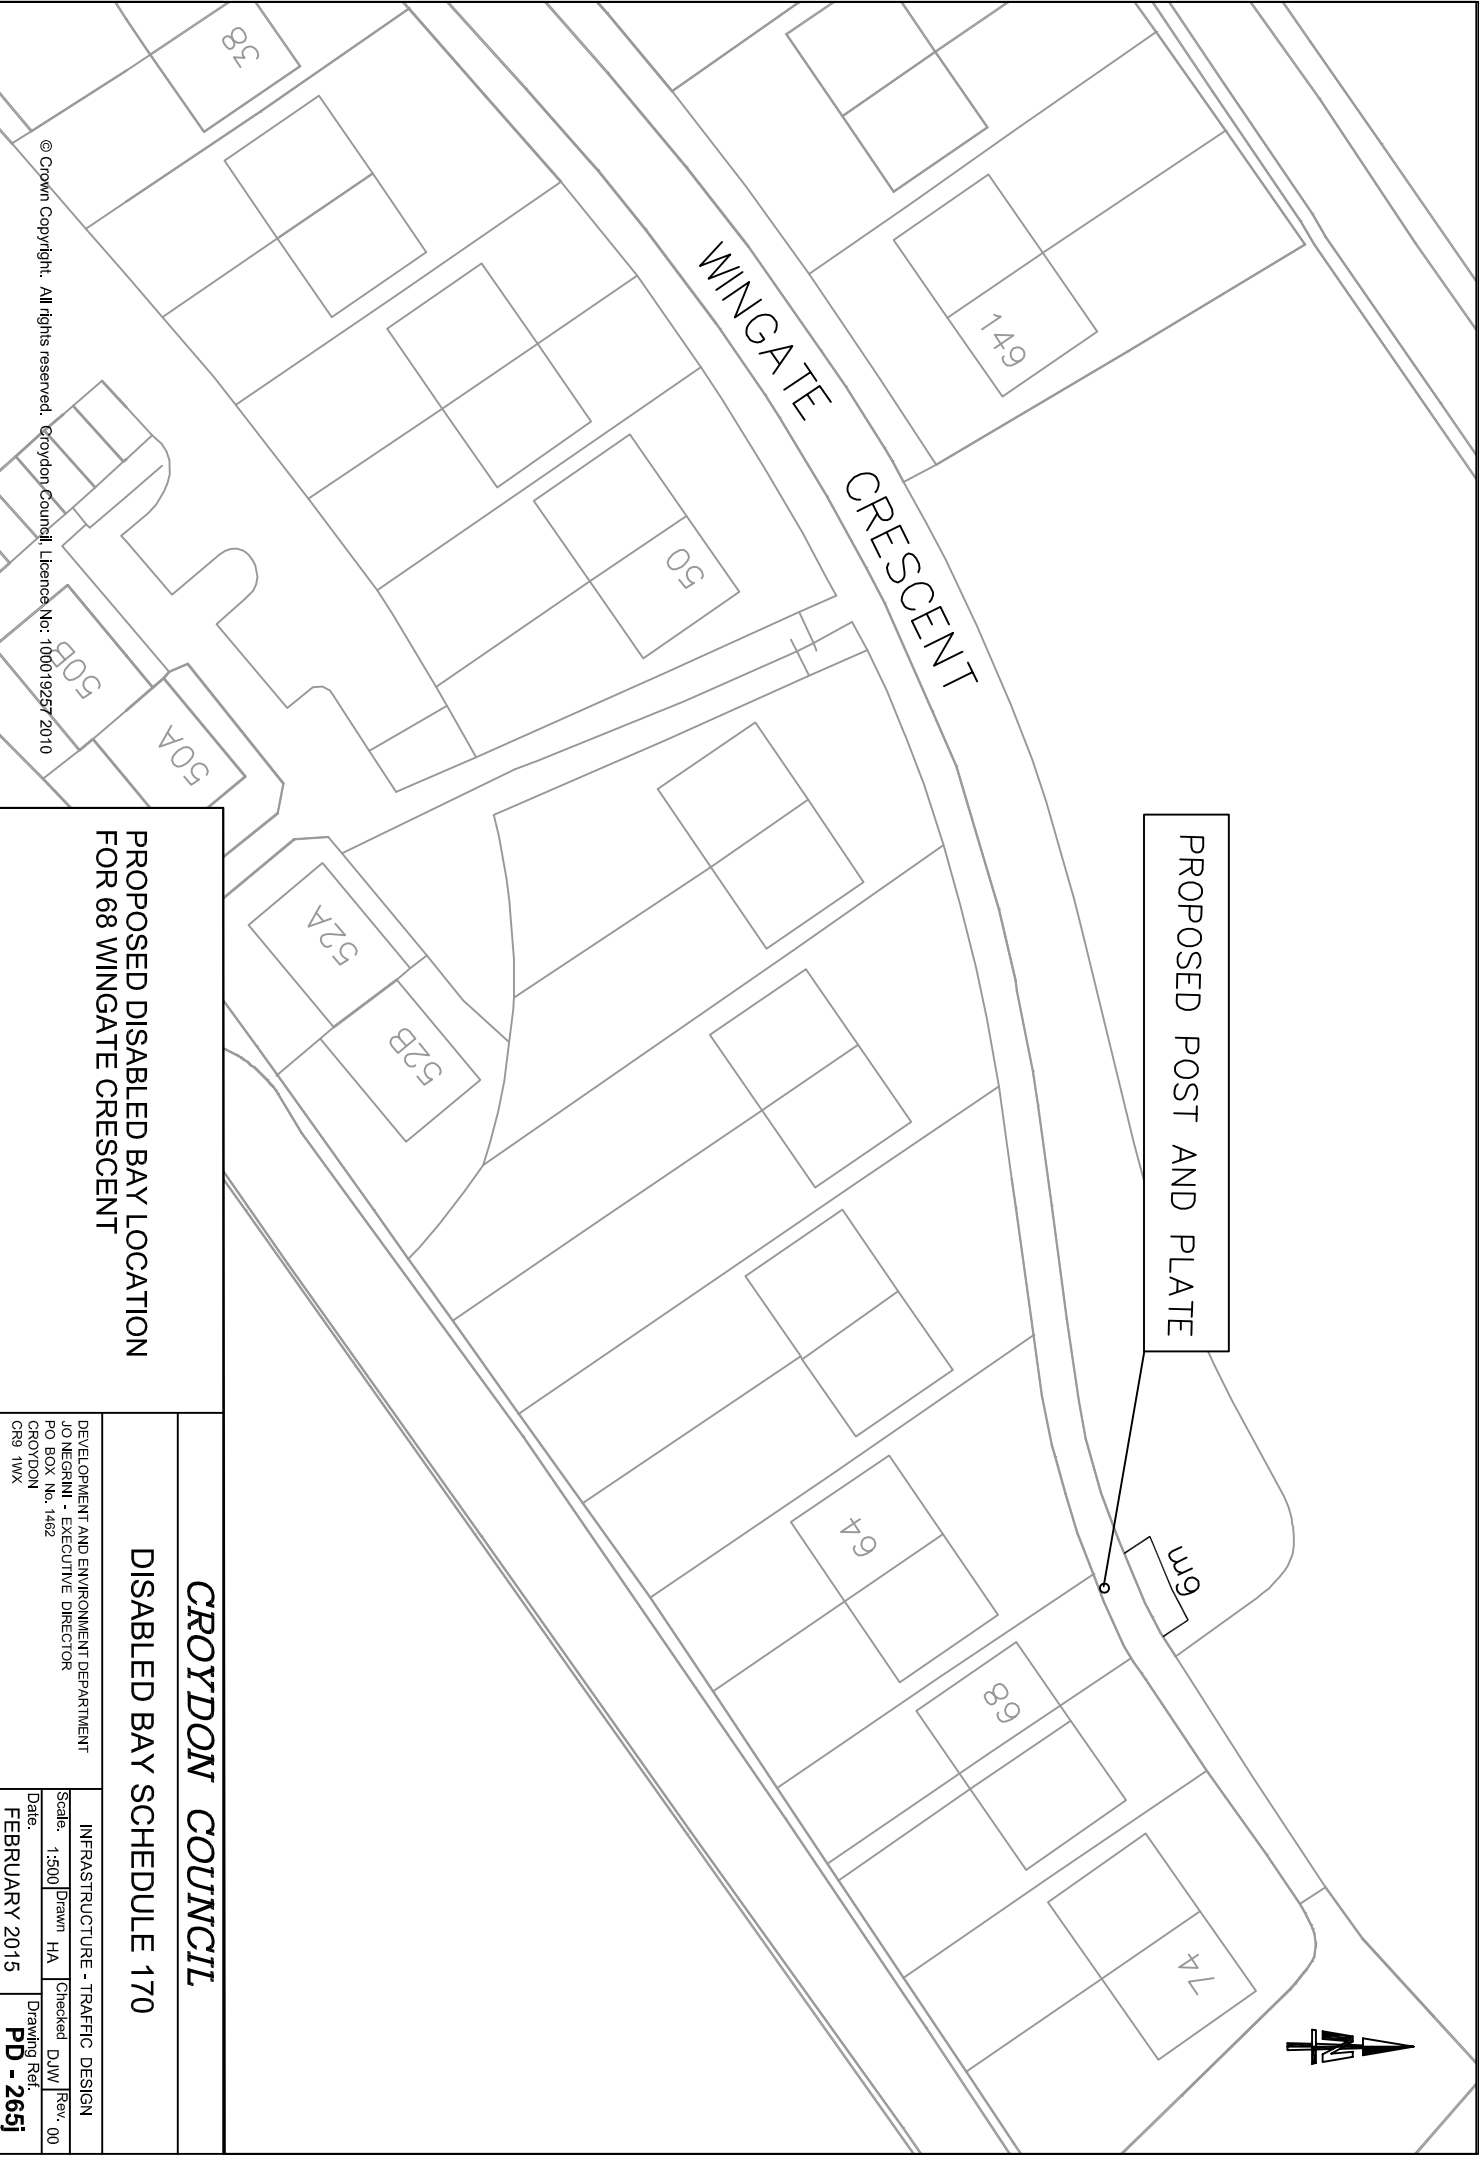 38
149
WINGATE CRESCENT
50
50B
50A
52A
52B
64
68
74
PROPOSED POST AND PLATE
6m
N
© Crown Copyright. All rights reserved. Croydon Council, Licence No: 100019257 2010
PROPOSED DISABLED BAY LOCATION
FOR 68 WINGATE CRESCENT
CROYDON COUNCIL
DISABLED BAY SCHEDULE 170
DEVELOPMENT AND ENVIRONMENT DEPARTMENT
JO NEGRINI - EXECUTIVE DIRECTOR
PO BOX No. 1462
CROYDON
CR9 1WX
INFRASTRUCTURE - TRAFFIC DESIGN
Scale. 1:500 Drawn HA Checked DJW Rev. 00
Date. FEBRUARY 2015
Drawing Ref. PD - 265j